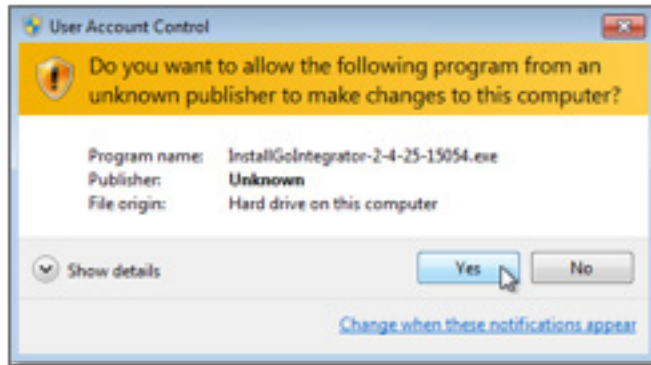 User Account Control
Do you want to allow the following program from an
unknown publisher to make changes to this computer?
Program name: InstallGoIntegrator-2-4-25-15054.exe
Publisher: Unknown
File origin: Hard drive on this computer
Show details Yes No
Change when these notifications appear